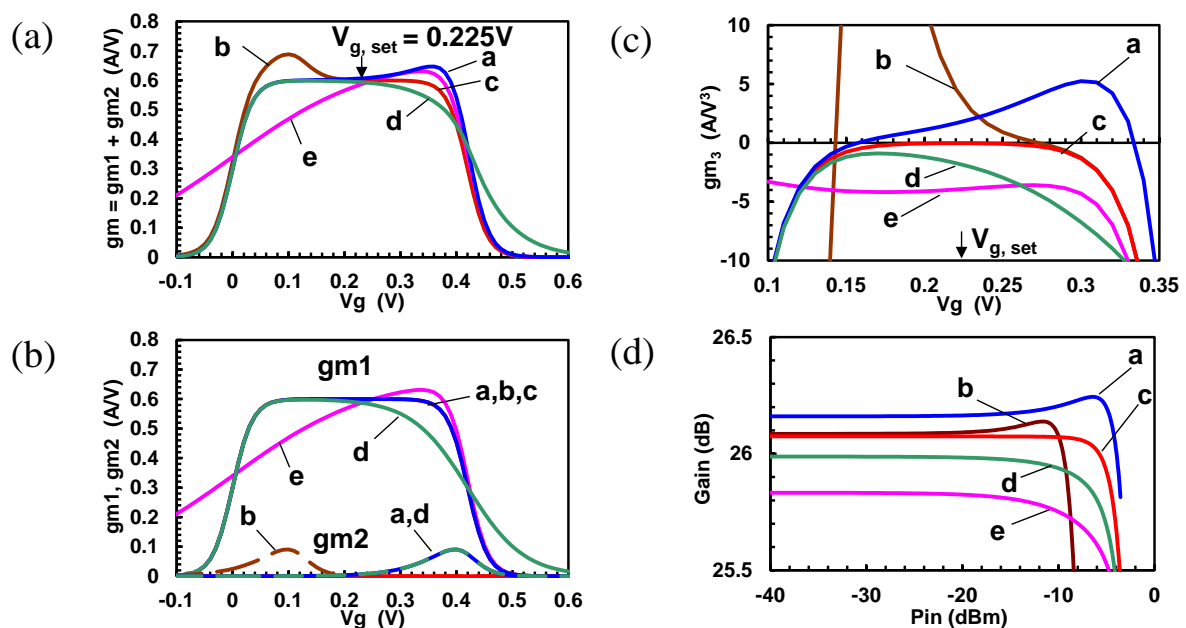 (a)
gm = gm1 + gm2 (A/V)
0.8
0.7
0.6
0.5
0.4
0.3
0.2
0.1
0
b
Vg, set = 0.225V
a
c
d
e
-0.1 0 0.1 0.2 0.3 0.4 0.5 0.6
Vg (V)
(c)
gm3 (A/V³)
10
5
0
-5
-10
b
a
c
d
e
Vg, set
0.1 0.15 0.2 0.25 0.3 0.35
Vg (V)
(b)
gm1, gm2 (A/V)
0.8
0.7
0.6
0.5
0.4
0.3
0.2
0.1
0
gm1
a,b,c
d
e
b
gm2
a,d
-0.1 0 0.1 0.2 0.3 0.4 0.5 0.6
Vg (V)
(d)
Gain (dB)
26.5
26
25.5
a
b
c
d
e
-40 -30 -20 -10 0
Pin (dBm)